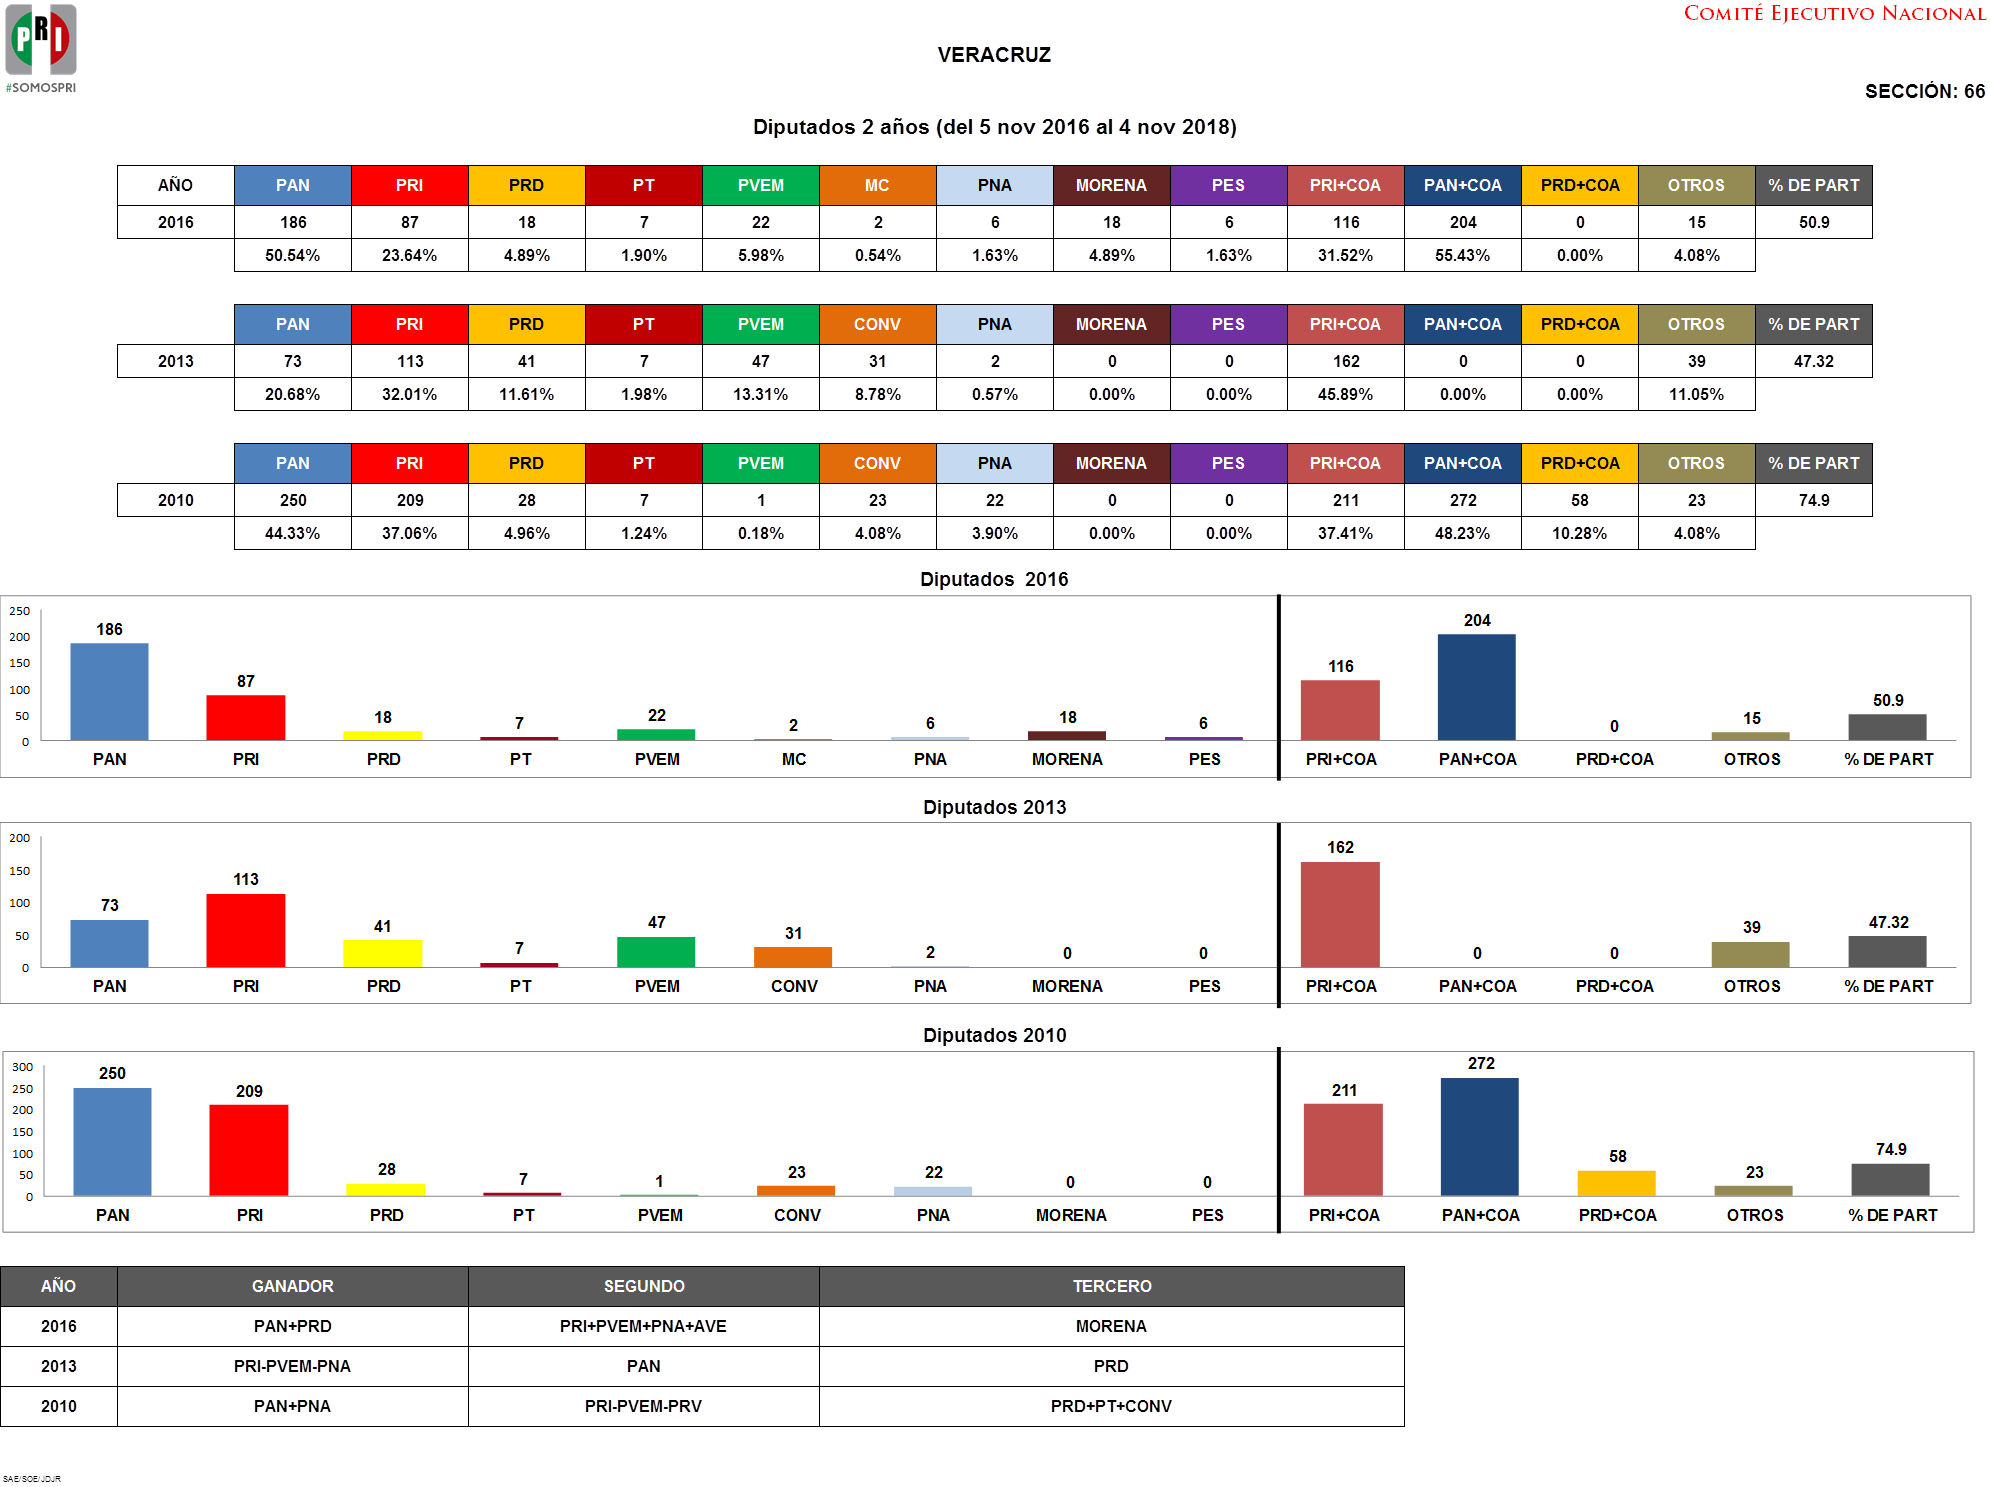 PRI
#SOMOSPRI
COMITÉ EJECUTIVO NACIONAL
VERACRUZ
SECCIÓN: 66
Diputados 2 años (del 5 nov 2016 al 4 nov 2018)
AÑO PAN PRI PRD PT PVEM MC PNA MORENA PES PRI+COA PAN+COA PRD+COA OTROS % DE PART
2016 186 87 18 7 22 2 6 18 6 116 204 0 15 50.9
50.54% 23.64% 4.89% 1.90% 5.98% 0.54% 1.63% 4.89% 1.63% 31.52% 55.43% 0.00% 4.08%
PAN PRI PRD PT PVEM CONV PNA MORENA PES PRI+COA PAN+COA PRD+COA OTROS % DE PART
2013 73 113 41 7 47 31 2 0 0 162 0 0 39 47.32
20.68% 32.01% 11.61% 1.98% 13.31% 8.78% 0.57% 0.00% 0.00% 45.89% 0.00% 0.00% 11.05%
PAN PRI PRD PT PVEM CONV PNA MORENA PES PRI+COA PAN+COA PRD+COA OTROS % DE PART
2010 250 209 28 7 1 23 22 0 0 211 272 58 23 74.9
44.33% 37.06% 4.96% 1.24% 0.18% 4.08% 3.90% 0.00% 0.00% 37.41% 48.23% 10.28% 4.08%
Diputados 2016
250
200
150
100
50
0
186 87 18 7 22 2 6 18 6 116 204 0 15 50.9
PAN PRI PRD PT PVEM MC PNA MORENA PES PRI+COA PAN+COA PRD+COA OTROS % DE PART
Diputados 2013
200
150
100
50
0
73 113 41 7 47 31 2 0 0 162 0 0 39 47.32
PAN PRI PRD PT PVEM CONV PNA MORENA PES PRI+COA PAN+COA PRD+COA OTROS % DE PART
Diputados 2010
300
250
200
150
100
50
0
250 209 28 7 1 23 22 0 0 211 272 58 23 74.9
PAN PRI PRD PT PVEM CONV PNA MORENA PES PRI+COA PAN+COA PRD+COA OTROS % DE PART
AÑO GANADOR SEGUNDO TERCERO
2016 PAN+PRD PRI+PVEM+PNA+AVE MORENA
2013 PRI-PVEM-PNA PAN PRD
2010 PAN+PNA PRI-PVEM-PRV PRD+PT+CONV
SAE/SOE/JDJR